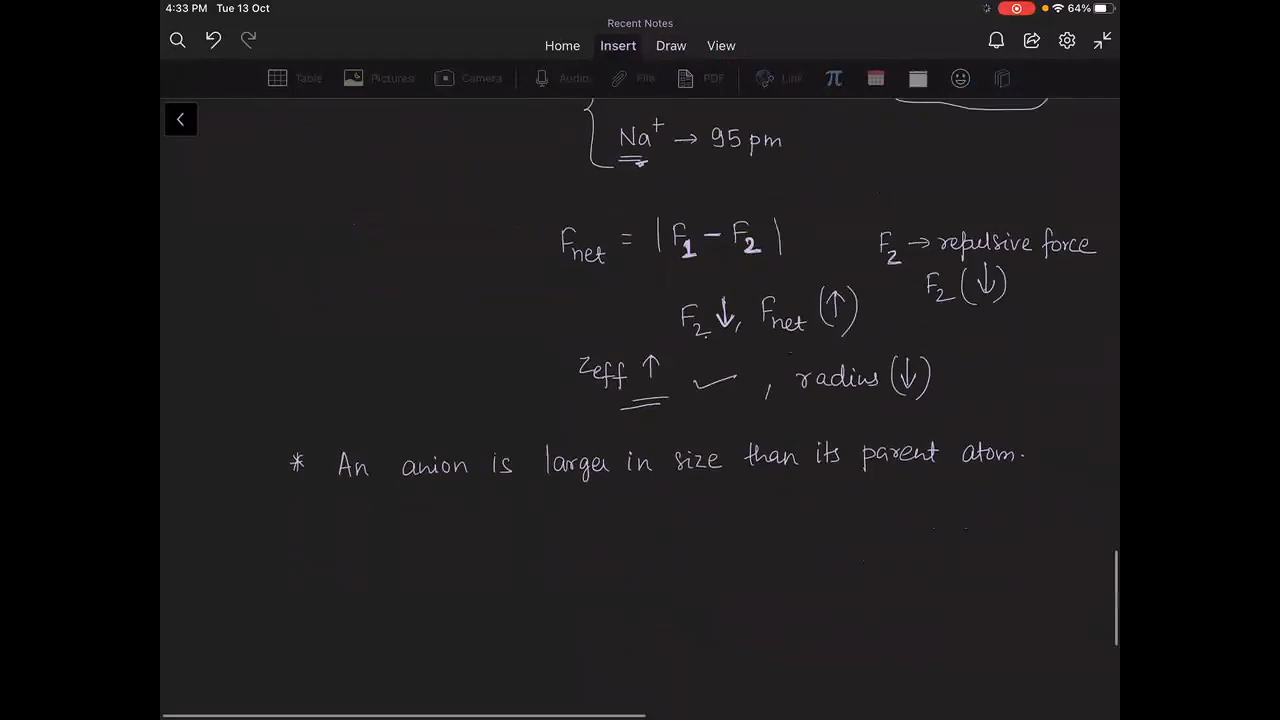 4:33 PM Tue 13 Oct
64%
Recent Notes
Home Insert Draw View
Table Pictures Camera Audio File PDF Link
Na⁺ → 95 pm
Fnet = |F1 − F2|
F2 → repulsive force
F2 (↓)
F2 ↓, Fnet (↑)
Zeff ↑ ✓, radius (↓)
* An anion is larger in size than its parent atom.